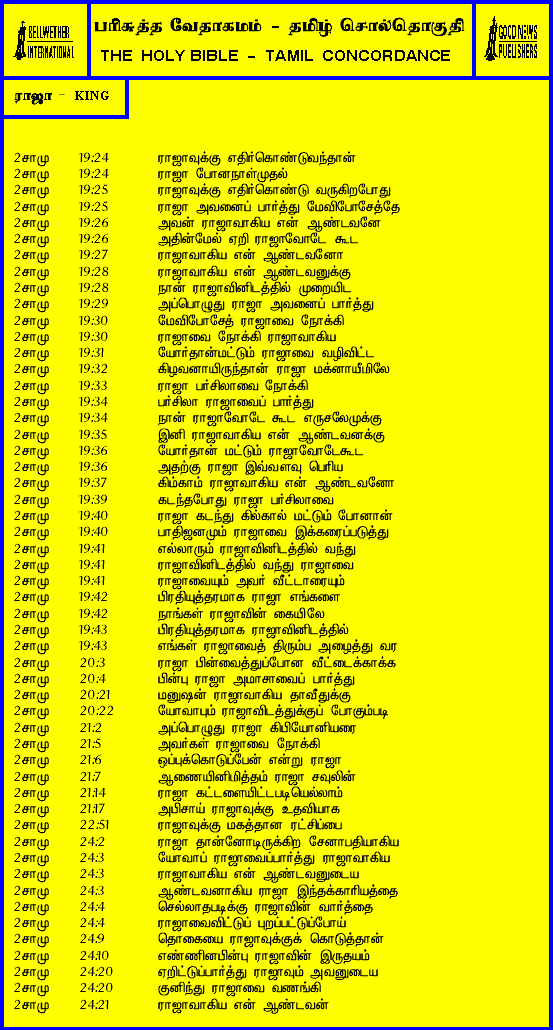 BELLWETHER
INTERNATIONAL
பரிசுத்த வேதாகமம் - தமிழ் சொல்தொகுதி
THE HOLY BIBLE - TAMIL CONCORDANCE
GOOD NEWS
PUBLISHERS
ராஜா - KING
2சாமு 19:24 ராஜாவுக்கு எதிர்கொண்டுவந்தான்
2சாமு 19:24 ராஜா போனநாள்முதல்
2சாமு 19:25 ராஜாவுக்கு எதிர்கொண்டு வருகிறபோது
2சாமு 19:25 ராஜா அவனைப் பார்த்து மேவிபோசேத்தே
2சாமு 19:26 அவன் ராஜாவாகிய என் ஆண்டவனே
2சாமு 19:26 அதின்மேல் ஏறி ராஜாவோடே கூட
2சாமு 19:27 ராஜாவாகிய என் ஆண்டவனோ
2சாமு 19:28 ராஜாவாகிய என் ஆண்டவனுக்கு
2சாமு 19:28 நான் ராஜாவினிடத்தில் முறையிட
2சாமு 19:29 அப்பொழுது ராஜா அவனைப் பார்த்து
2சாமு 19:30 மேவிபோசேத் ராஜாவை நோக்கி
2சாமு 19:30 ராஜாவை நோக்கி ராஜாவாகிய
2சாமு 19:31 யோர்தான்மட்டும் ராஜாவை வழிவிட்ட
2சாமு 19:32 கிழவனாயிருந்தான் ராஜா மக்னாயீமிலே
2சாமு 19:33 ராஜா பர்சிலாவை நோக்கி
2சாமு 19:34 பர்சிலா ராஜாவைப் பார்த்து
2சாமு 19:34 நான் ராஜாவோடே கூட எருசலேமுக்கு
2சாமு 19:35 இனி ராஜாவாகிய என் ஆண்டவனக்கு
2சாமு 19:36 யோர்தான் மட்டும் ராஜாவோடேகூட
2சாமு 19:36 அதற்கு ராஜா இவ்வளவு பெரிய
2சாமு 19:37 கிம்காம் ராஜாவாகிய என் ஆண்டவனோ
2சாமு 19:39 கடந்தபோது ராஜா பர்சிலாவை
2சாமு 19:40 ராஜா கடந்து கில்கால் மட்டும் போனான்
2சாமு 19:40 பாதிஜனமும் ராஜாவை இக்கரைப்படுத்து
2சாமு 19:41 எல்லாரும் ராஜாவினிடத்தில் வந்து
2சாமு 19:41 ராஜாவினிடத்தில் வந்து ராஜாவை
2சாமு 19:41 ராஜாவையும் அவர் வீட்டாரையும்
2சாமு 19:42 பிரதியுத்தரமாக ராஜா எங்களை
2சாமு 19:42 நாங்கள் ராஜாவின் கையிலே
2சாமு 19:43 பிரதியுத்தரமாக ராஜாவினிடத்தில்
2சாமு 19:43 எங்கள் ராஜாவைத் திரும்ப அழைத்து வர
2சாமு 20:3 ராஜா பின்வைத்துப்போன வீட்டைக்காக்க
2சாமு 20:4 பின்பு ராஜா அமாசாவைப் பார்த்து
2சாமு 20:21 மனுஷன் ராஜாவாகிய தாவீதுக்கு
2சாமு 20:22 யோவாபும் ராஜாவிடத்துக்குப் போகும்படி
2சாமு 21:2 அப்பொழுது ராஜா கிபியோனியரை
2சாமு 21:5 அவர்கள் ராஜாவை நோக்கி
2சாமு 21:6 ஒப்புக்கொடுப்பேன் என்று ராஜா
2சாமு 21:7 ஆணையினிமித்தம் ராஜா சவுலின்
2சாமு 21:14 ராஜா கட்டளையிட்டபடியெல்லாம்
2சாமு 21:17 அபிசாய் ராஜாவுக்கு உதவியாக
2சாமு 22:51 ராஜாவுக்கு மகத்தான ரட்சிப்பை
2சாமு 24:2 ராஜா தான்னோடிருக்கிற சேனாபதியாகிய
2சாமு 24:3 யோவாப் ராஜாவைப்பார்த்து ராஜாவாகிய
2சாமு 24:3 ராஜாவாகிய என் ஆண்டவனுடைய
2சாமு 24:3 ஆண்டவனாகிய ராஜா இந்தக்காரியத்தை
2சாமு 24:4 செல்லாதபடிக்கு ராஜாவின் வார்த்தை
2சாமு 24:4 ராஜாவைவிட்டுப் புறப்பட்டுப்போய்
2சாமு 24:9 தொகையை ராஜாவுக்குக் கொடுத்தான்
2சாமு 24:10 எண்ணினபின்பு ராஜாவின் இருதயம்
2சாமு 24:20 ஏறிட்டுப்பார்த்து ராஜாவும் அவனுடைய
2சாமு 24:20 குனிந்து ராஜாவை வணங்கி
2சாமு 24:21 ராஜாவாகிய என் ஆண்டவன்